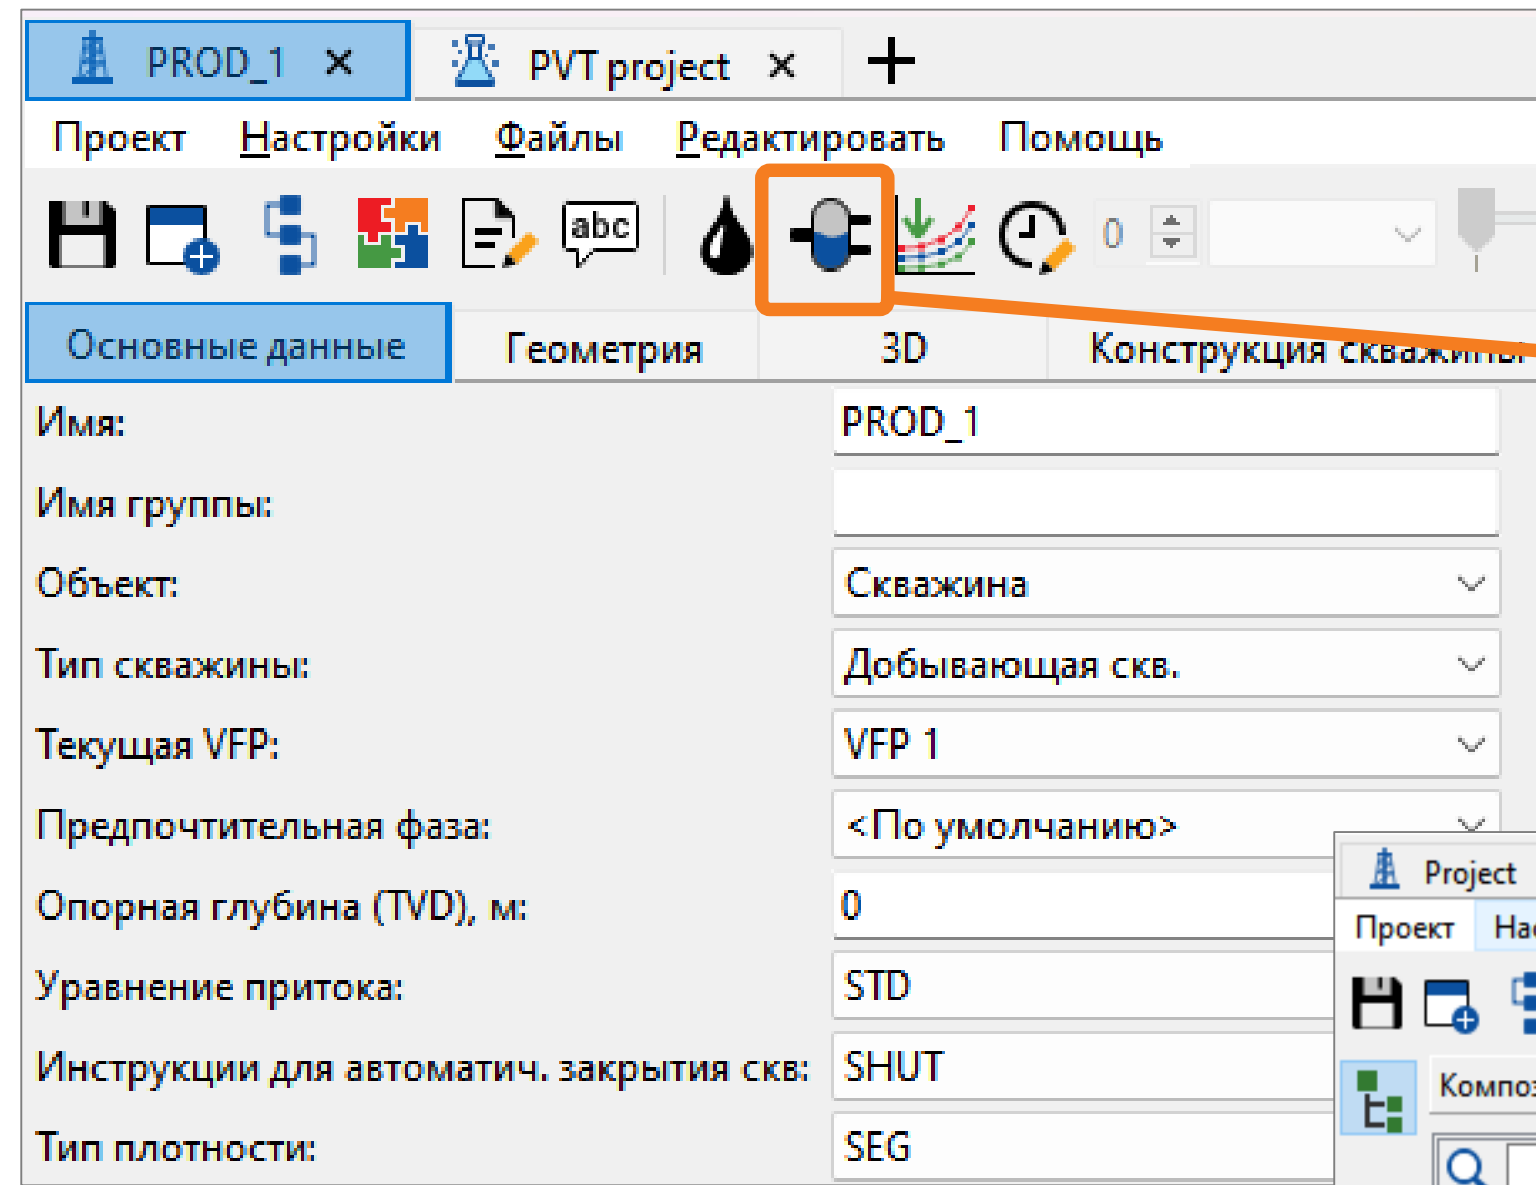 PROD_1 PVT project
Проект Настройки Файлы Редактировать Помощь
abc 0
Основные данные Геометрия 3D Конструкция скважины
Имя: PROD_1
Имя группы:
Объект: Скважина
Тип скважины: Добывающая скв.
Текущая VFP: VFP 1
Предпочтительная фаза: <По умолчанию>
Project
Опорная глубина (TVD), м: 0
Проект
Уравнение притока: STD
Инструкции для автоматич. закрытия скв: SHUT
Тип плотности: SEG